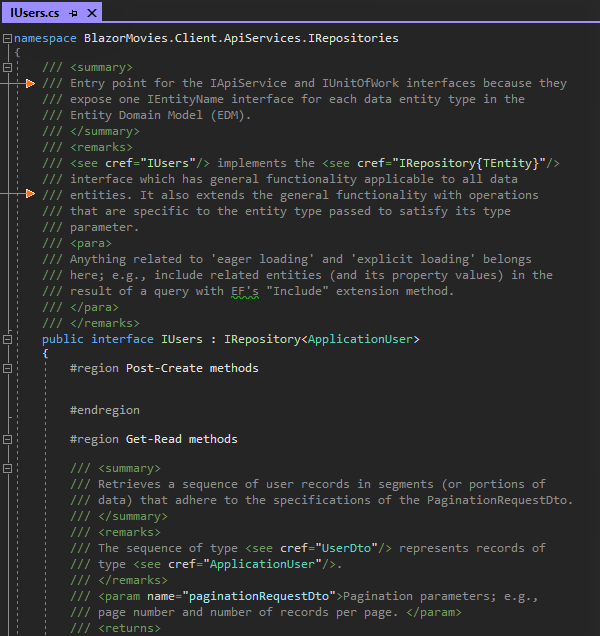 IUsers.cs
namespace BlazorMovies.Client.ApiServices.IRepositories
{
/// <summary>
/// Entry point for the IApiService and IUnitOfWork interfaces because they
/// expose one IEntityName interface for each data entity type in the
/// Entity Domain Model (EDM).
/// </summary>
/// <remarks>
/// <see cref="IUsers"/> implements the <see cref="IRepository{TEntity}"/>
/// interface which has general functionality applicable to all data
/// entities. It also extends the general functionality with operations
/// that are specific to the entity type passed to satisfy its type
/// parameter.
/// <para>
/// Anything related to 'eager loading' and 'explicit loading' belongs
/// here; e.g., include related entities (and its property values) in the
/// result of a query with EF's "Include" extension method.
/// </para>
/// </remarks>
public interface IUsers : IRepository<ApplicationUser>
{
#region Post-Create methods
#endregion
#region Get-Read methods
/// <summary>
/// Retrieves a sequence of user records in segments (or portions of
/// data) that adhere to the specifications of the PaginationRequestDto.
/// </summary>
/// <remarks>
/// The sequence of type <see cref="UserDto"/> represents records of
/// type <see cref="ApplicationUser"/>.
/// </remarks>
/// <param name="paginationRequestDto">Pagination parameters; e.g.,
/// page number and number of records per page. </param>
/// <returns>